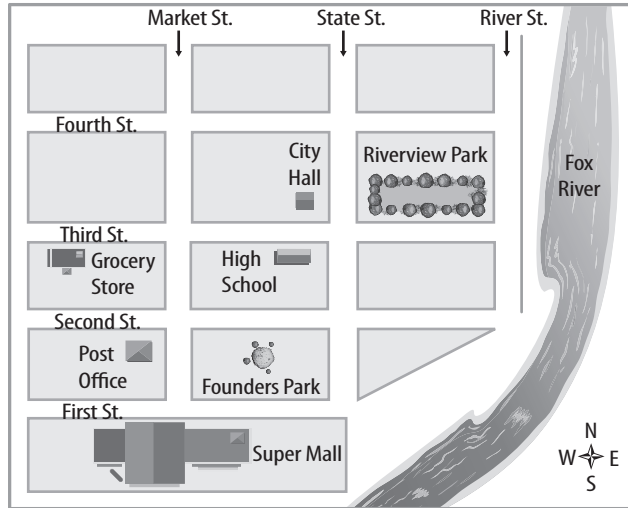 Market St. State St. River St.
Fourth St.
City
Hall
Riverview Park
Fox
River
Third St.
Grocery
Store
High
School
Second St.
Post
Office
Founders Park
First St.
Super Mall
N
W E
S